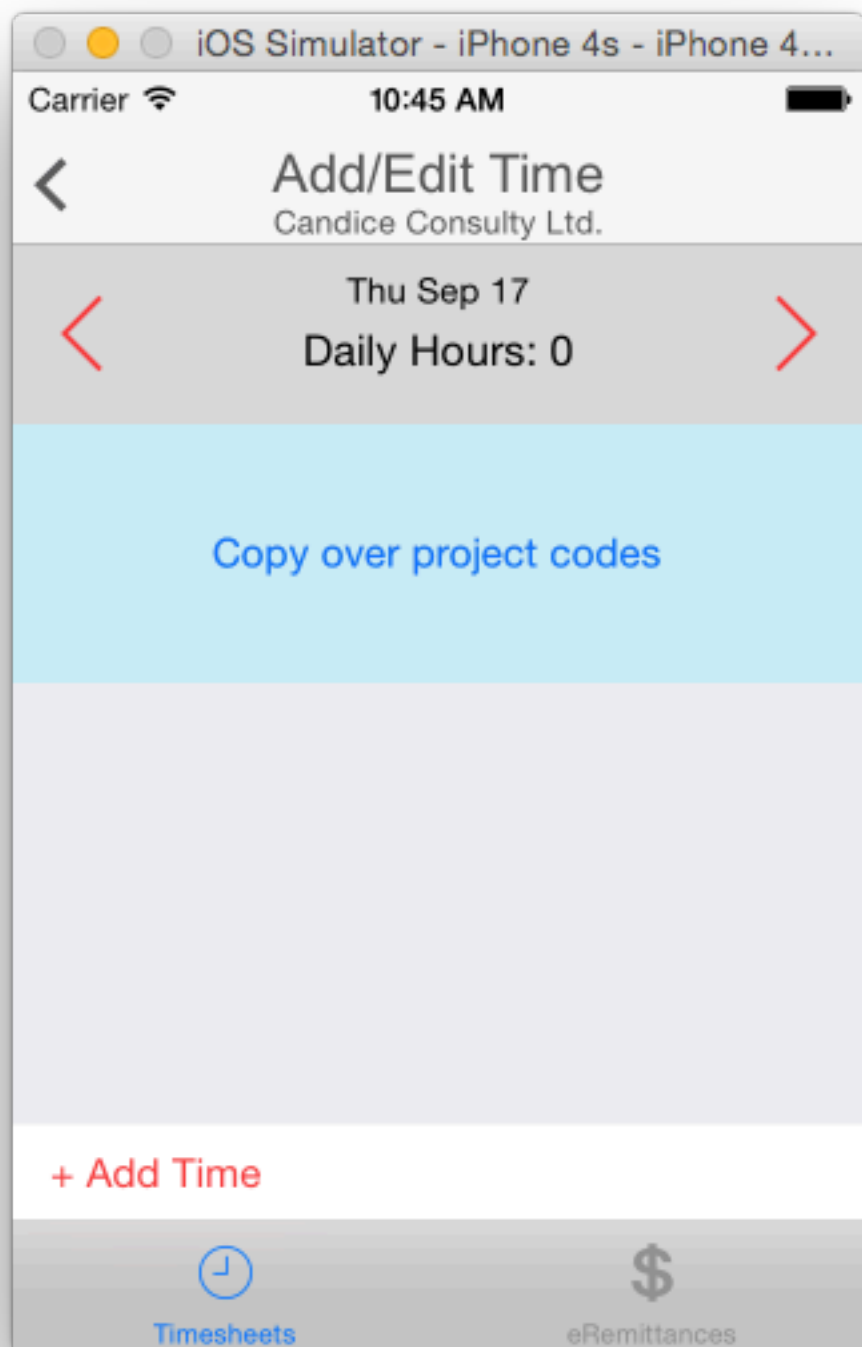 iOS Simulator - iPhone 4s - iPhone 4...
Carrier 10:45 AM
Add/Edit Time
Candice Consulty Ltd.
Thu Sep 17
Daily Hours: 0
Copy over project codes
+ Add Time
Timesheets eRemittances